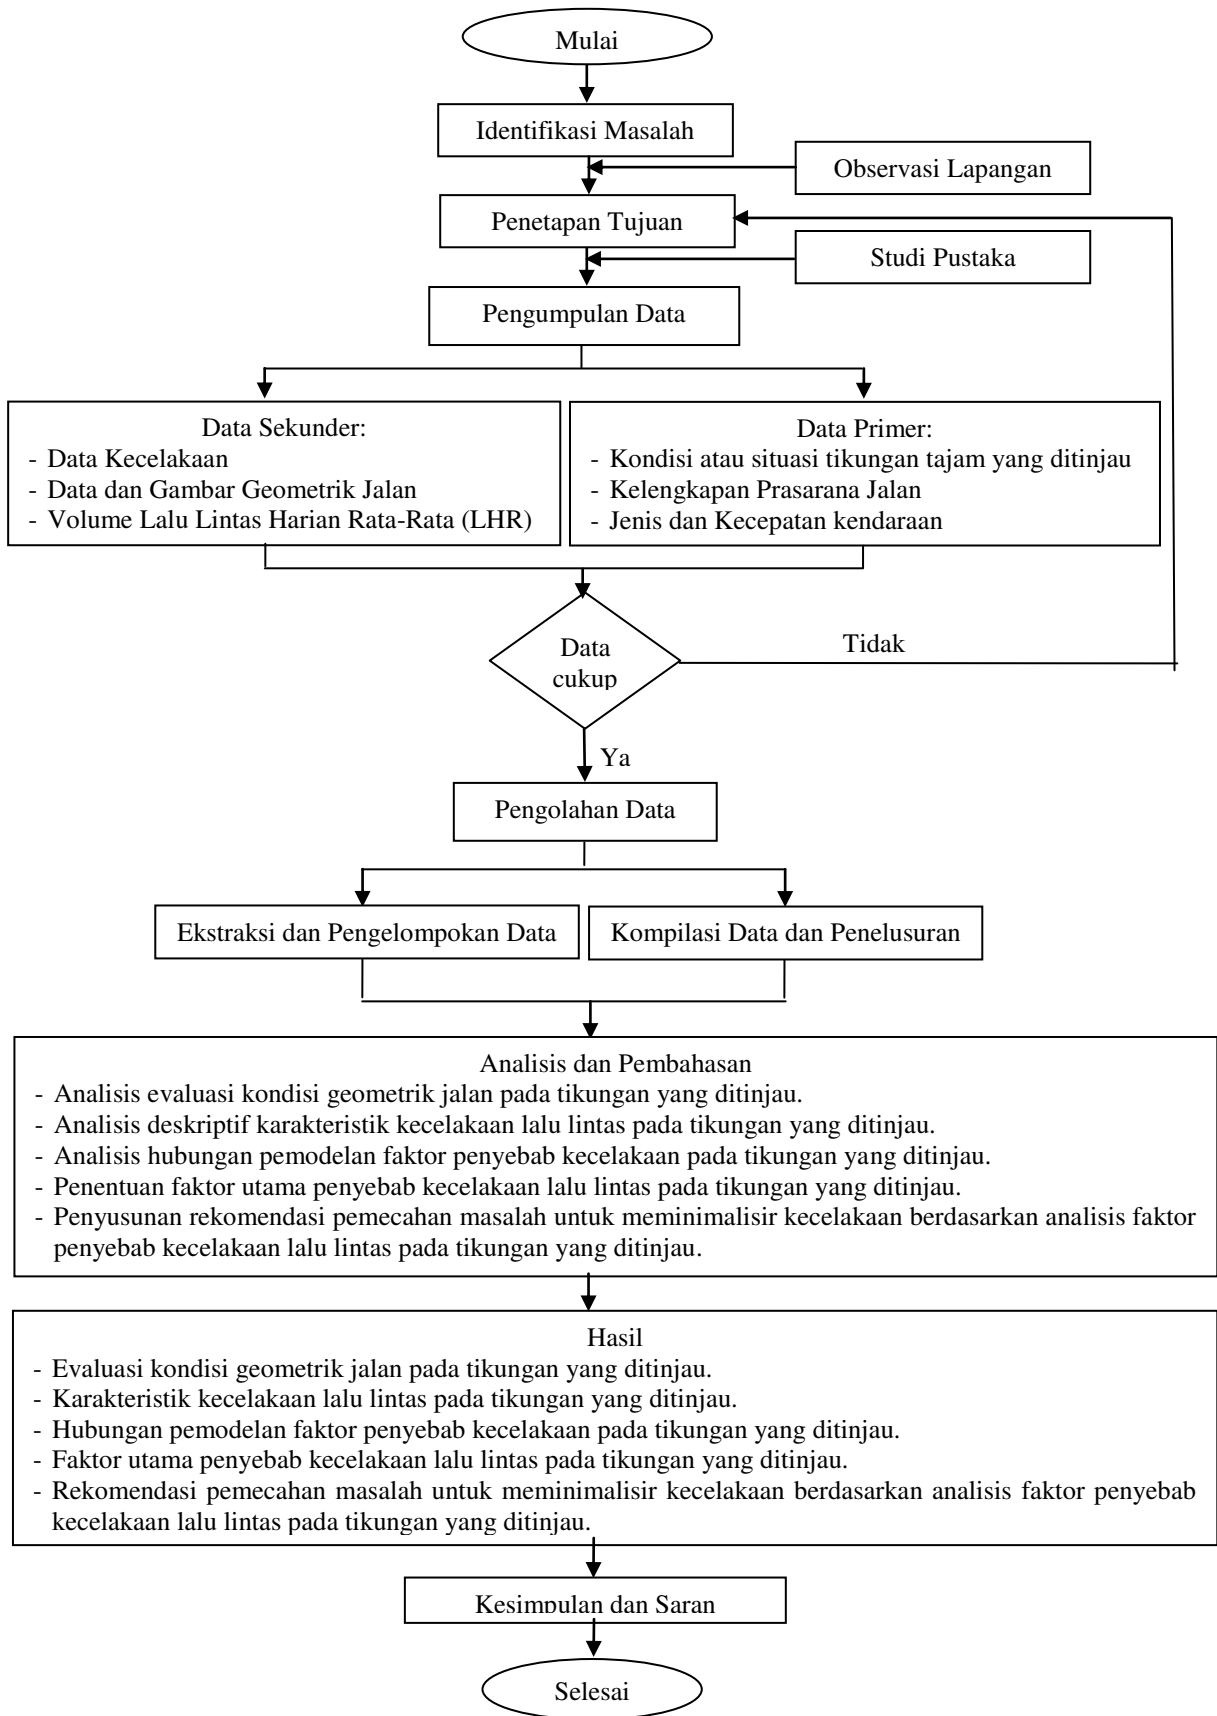 Mulai
Identifikasi Masalah
Observasi Lapangan
Penetapan Tujuan
Studi Pustaka
Pengumpulan Data
Data Sekunder:
- Data Kecelakaan
- Data dan Gambar Geometrik Jalan
- Volume Lalu Lintas Harian Rata-Rata (LHR)
Data Primer:
- Kondisi atau situasi tikungan tajam yang ditinjau
- Kelengkapan Prasarana Jalan
- Jenis dan Kecepatan kendaraan
Data
cukup
Tidak
Ya
Pengolahan Data
Ekstraksi dan Pengelompokan Data
Kompilasi Data dan Penelusuran
Analisis dan Pembahasan
- Analisis evaluasi kondisi geometrik jalan pada tikungan yang ditinjau.
- Analisis deskriptif karakteristik kecelakaan lalu lintas pada tikungan yang ditinjau.
- Analisis hubungan pemodelan faktor penyebab kecelakaan pada tikungan yang ditinjau.
- Penentuan faktor utama penyebab kecelakaan lalu lintas pada tikungan yang ditinjau.
- Penyusunan rekomendasi pemecahan masalah untuk meminimalisir kecelakaan berdasarkan analisis faktor
penyebab kecelakaan lalu lintas pada tikungan yang ditinjau.
Hasil
- Evaluasi kondisi geometrik jalan pada tikungan yang ditinjau.
- Karakteristik kecelakaan lalu lintas pada tikungan yang ditinjau.
- Hubungan pemodelan faktor penyebab kecelakaan pada tikungan yang ditinjau.
- Faktor utama penyebab kecelakaan lalu lintas pada tikungan yang ditinjau.
- Rekomendasi pemecahan masalah untuk meminimalisir kecelakaan berdasarkan analisis faktor penyebab
kecelakaan lalu lintas pada tikungan yang ditinjau.
Kesimpulan dan Saran
Selesai